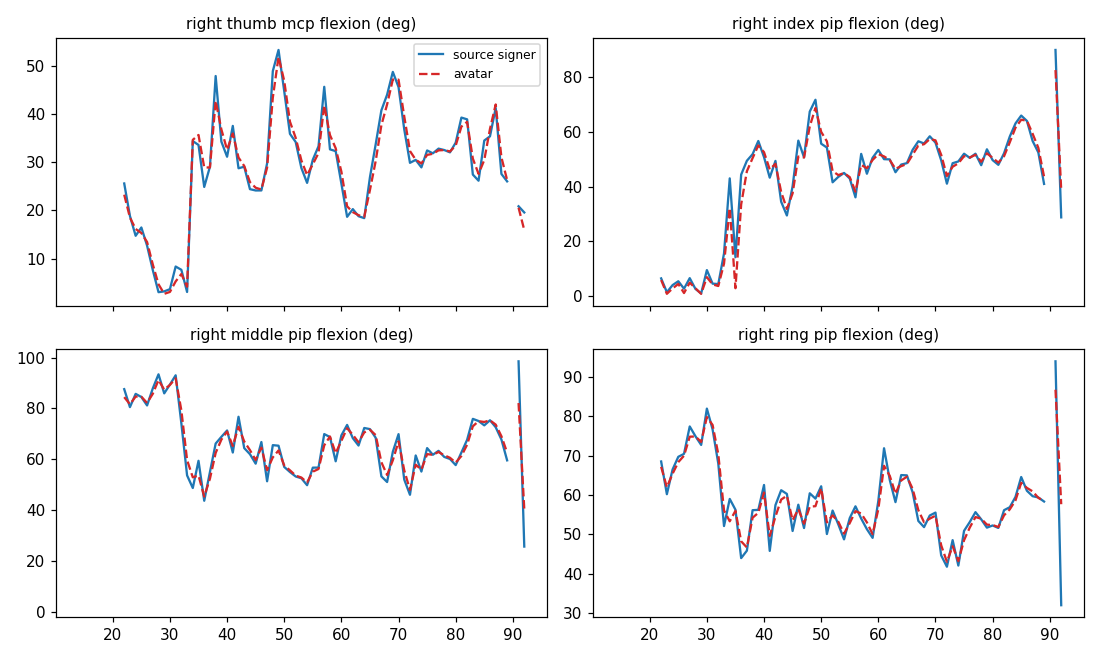 right thumb mcp flexion (deg)
50
40
30
20
10
source signer
avatar
right index pip flexion (deg)
80
60
40
20
0
right middle pip flexion (deg)
100
80
60
40
20
0
20 30 40 50 60 70 80 90
right ring pip flexion (deg)
90
80
70
60
50
40
30
20 30 40 50 60 70 80 90